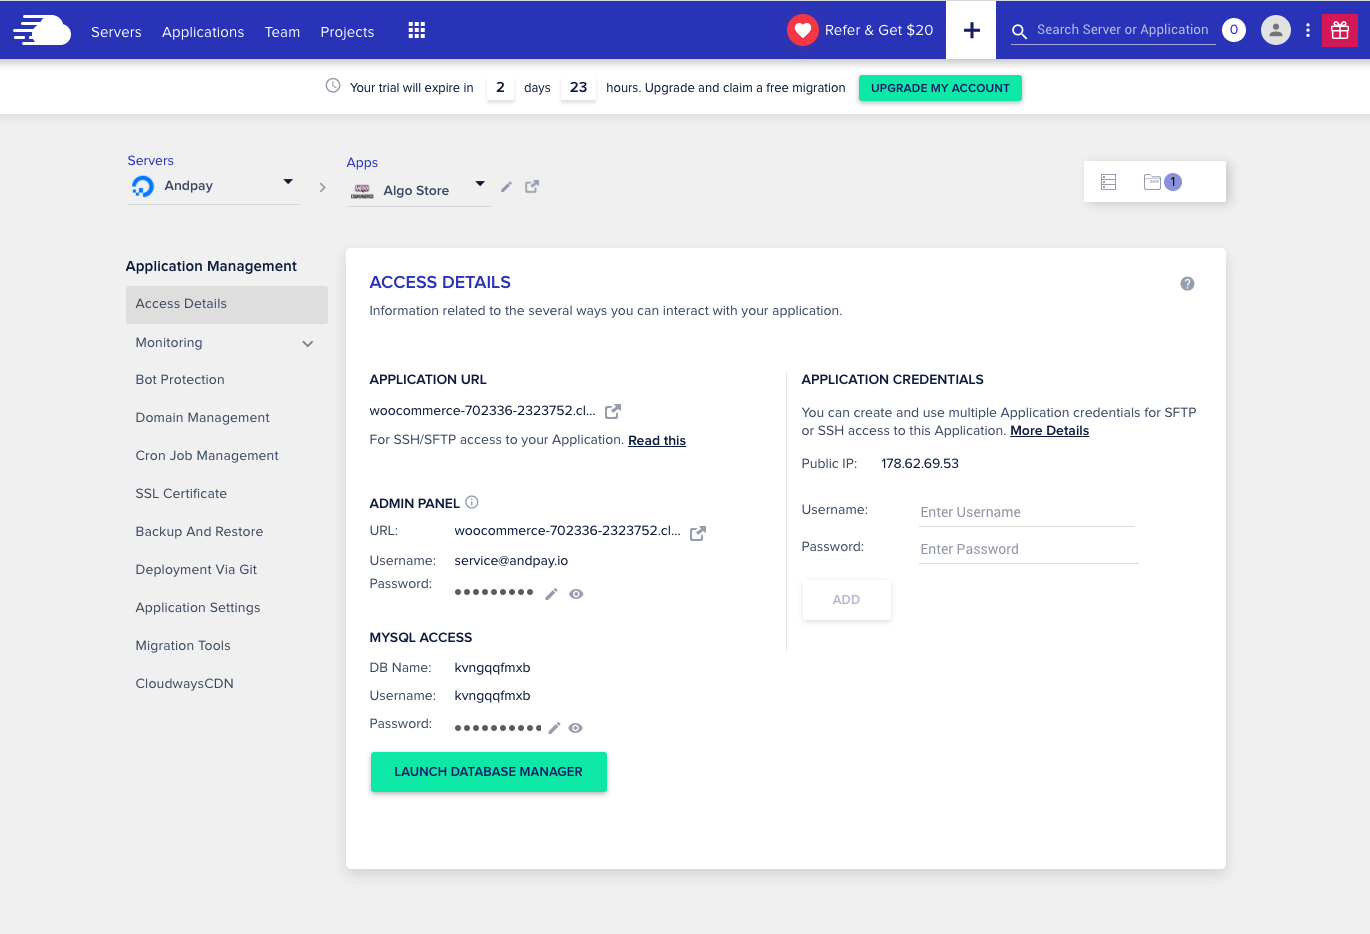 Servers Applications Team Projects
Refer & Get $20
+
Search Server or Application
0
Your trial will expire in 2 days 23 hours. Upgrade and claim a free migration
UPGRADE MY ACCOUNT
Servers
Andpay
Apps
WOO COMMERCE
Algo Store
1
Application Management
Access Details
Monitoring
Bot Protection
Domain Management
Cron Job Management
SSL Certificate
Backup And Restore
Deployment Via Git
Application Settings
Migration Tools
CloudwaysCDN
ACCESS DETAILS
?
Information related to the several ways you can interact with your application.
APPLICATION URL
woocommerce-702336-2323752.cl...
For SSH/SFTP access to your Application. Read this
ADMIN PANEL
URL: woocommerce-702336-2323752.cl...
Username: service@andpay.io
Password: •••••••••
MYSQL ACCESS
DB Name: kvngqqfmxb
Username: kvngqqfmxb
Password: ••••••••••
LAUNCH DATABASE MANAGER
APPLICATION CREDENTIALS
You can create and use multiple Application credentials for SFTP
or SSH access to this Application. More Details
Public IP: 178.62.69.53
Username: Enter Username
Password: Enter Password
ADD